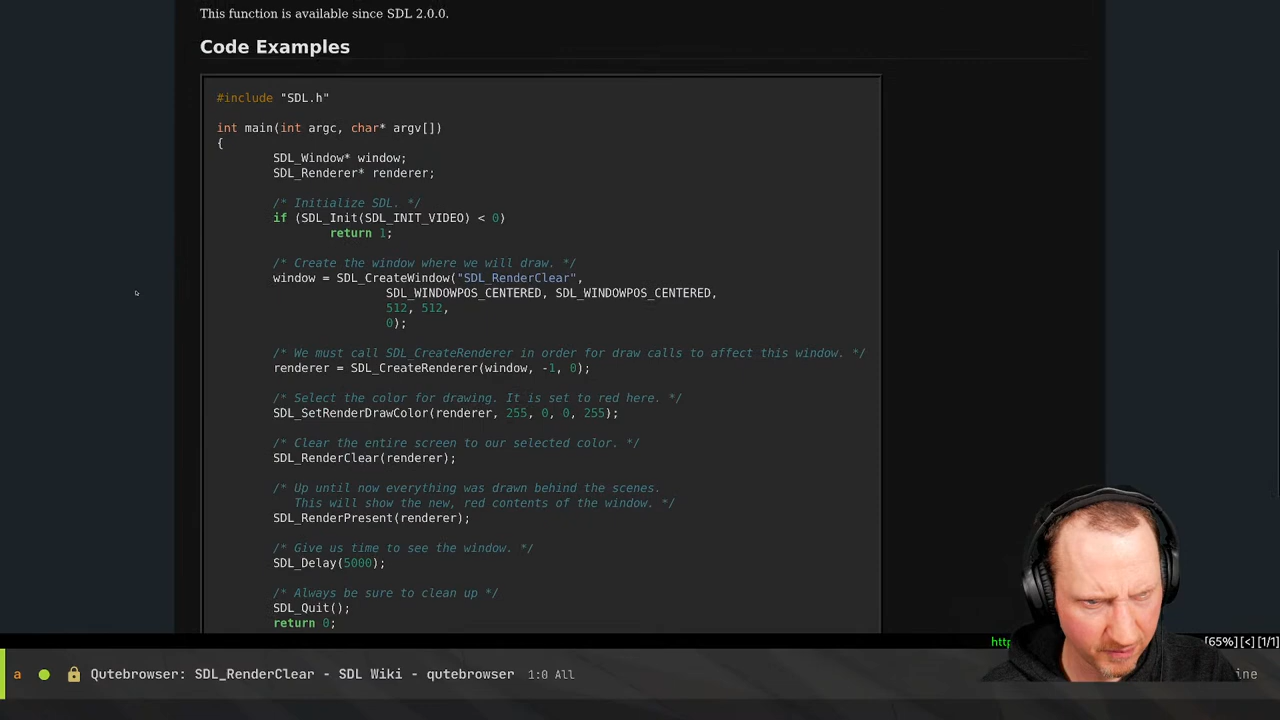 This function is available since SDL 2.0.0.
Code Examples
#include "SDL.h"
int main(int argc, char* argv[])
{
SDL_Window* window;
SDL_Renderer* renderer;
/* Initialize SDL. */
if (SDL_Init(SDL_INIT_VIDEO) < 0)
return 1;
/* Create the window where we will draw. */
window = SDL_CreateWindow("SDL_RenderClear",
SDL_WINDOWPOS_CENTERED, SDL_WINDOWPOS_CENTERED,
512, 512,
0);
/* We must call SDL_CreateRenderer in order for draw calls to affect this window. */
renderer = SDL_CreateRenderer(window, -1, 0);
/* Select the color for drawing. It is set to red here. */
SDL_SetRenderDrawColor(renderer, 255, 0, 0, 255);
/* Clear the entire screen to our selected color. */
SDL_RenderClear(renderer);
/* Up until now everything was drawn behind the scenes.
This will show the new, red contents of the window. */
SDL_RenderPresent(renderer);
/* Give us time to see the window. */
SDL_Delay(5000);
/* Always be sure to clean up */
SDL_Quit();
return 0;
[65%][<][1/1]
a Qutebrowser: SDL_RenderClear - SDL Wiki - qutebrowser 1:0 All